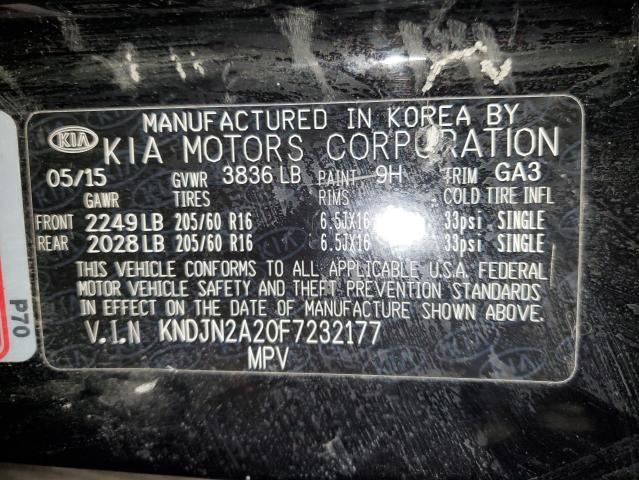 MANUFACTURED IN KOREA BY
KIA KIA MOTORS CORPORATION
05/15 GVWR 3836 LB PAINT 9H TRIM GA3
GAWR TIRES RIMS COLD TIRE INFL
FRONT 2249 LB 205/60 R16 6.5JX16 33psi SINGLE
REAR 2028 LB 205/60 R16 6.5JX16 33psi SINGLE
THIS VEHICLE CONFORMS TO ALL APPLICABLE U.S.A. FEDERAL
MOTOR VEHICLE SAFETY AND THEFT PREVENTION STANDARDS
IN EFFECT ON THE DATE OF MANUFACTURE SHOWN ABOVE.
V.I.N KNDJN2A20F7232177
MPV
P70